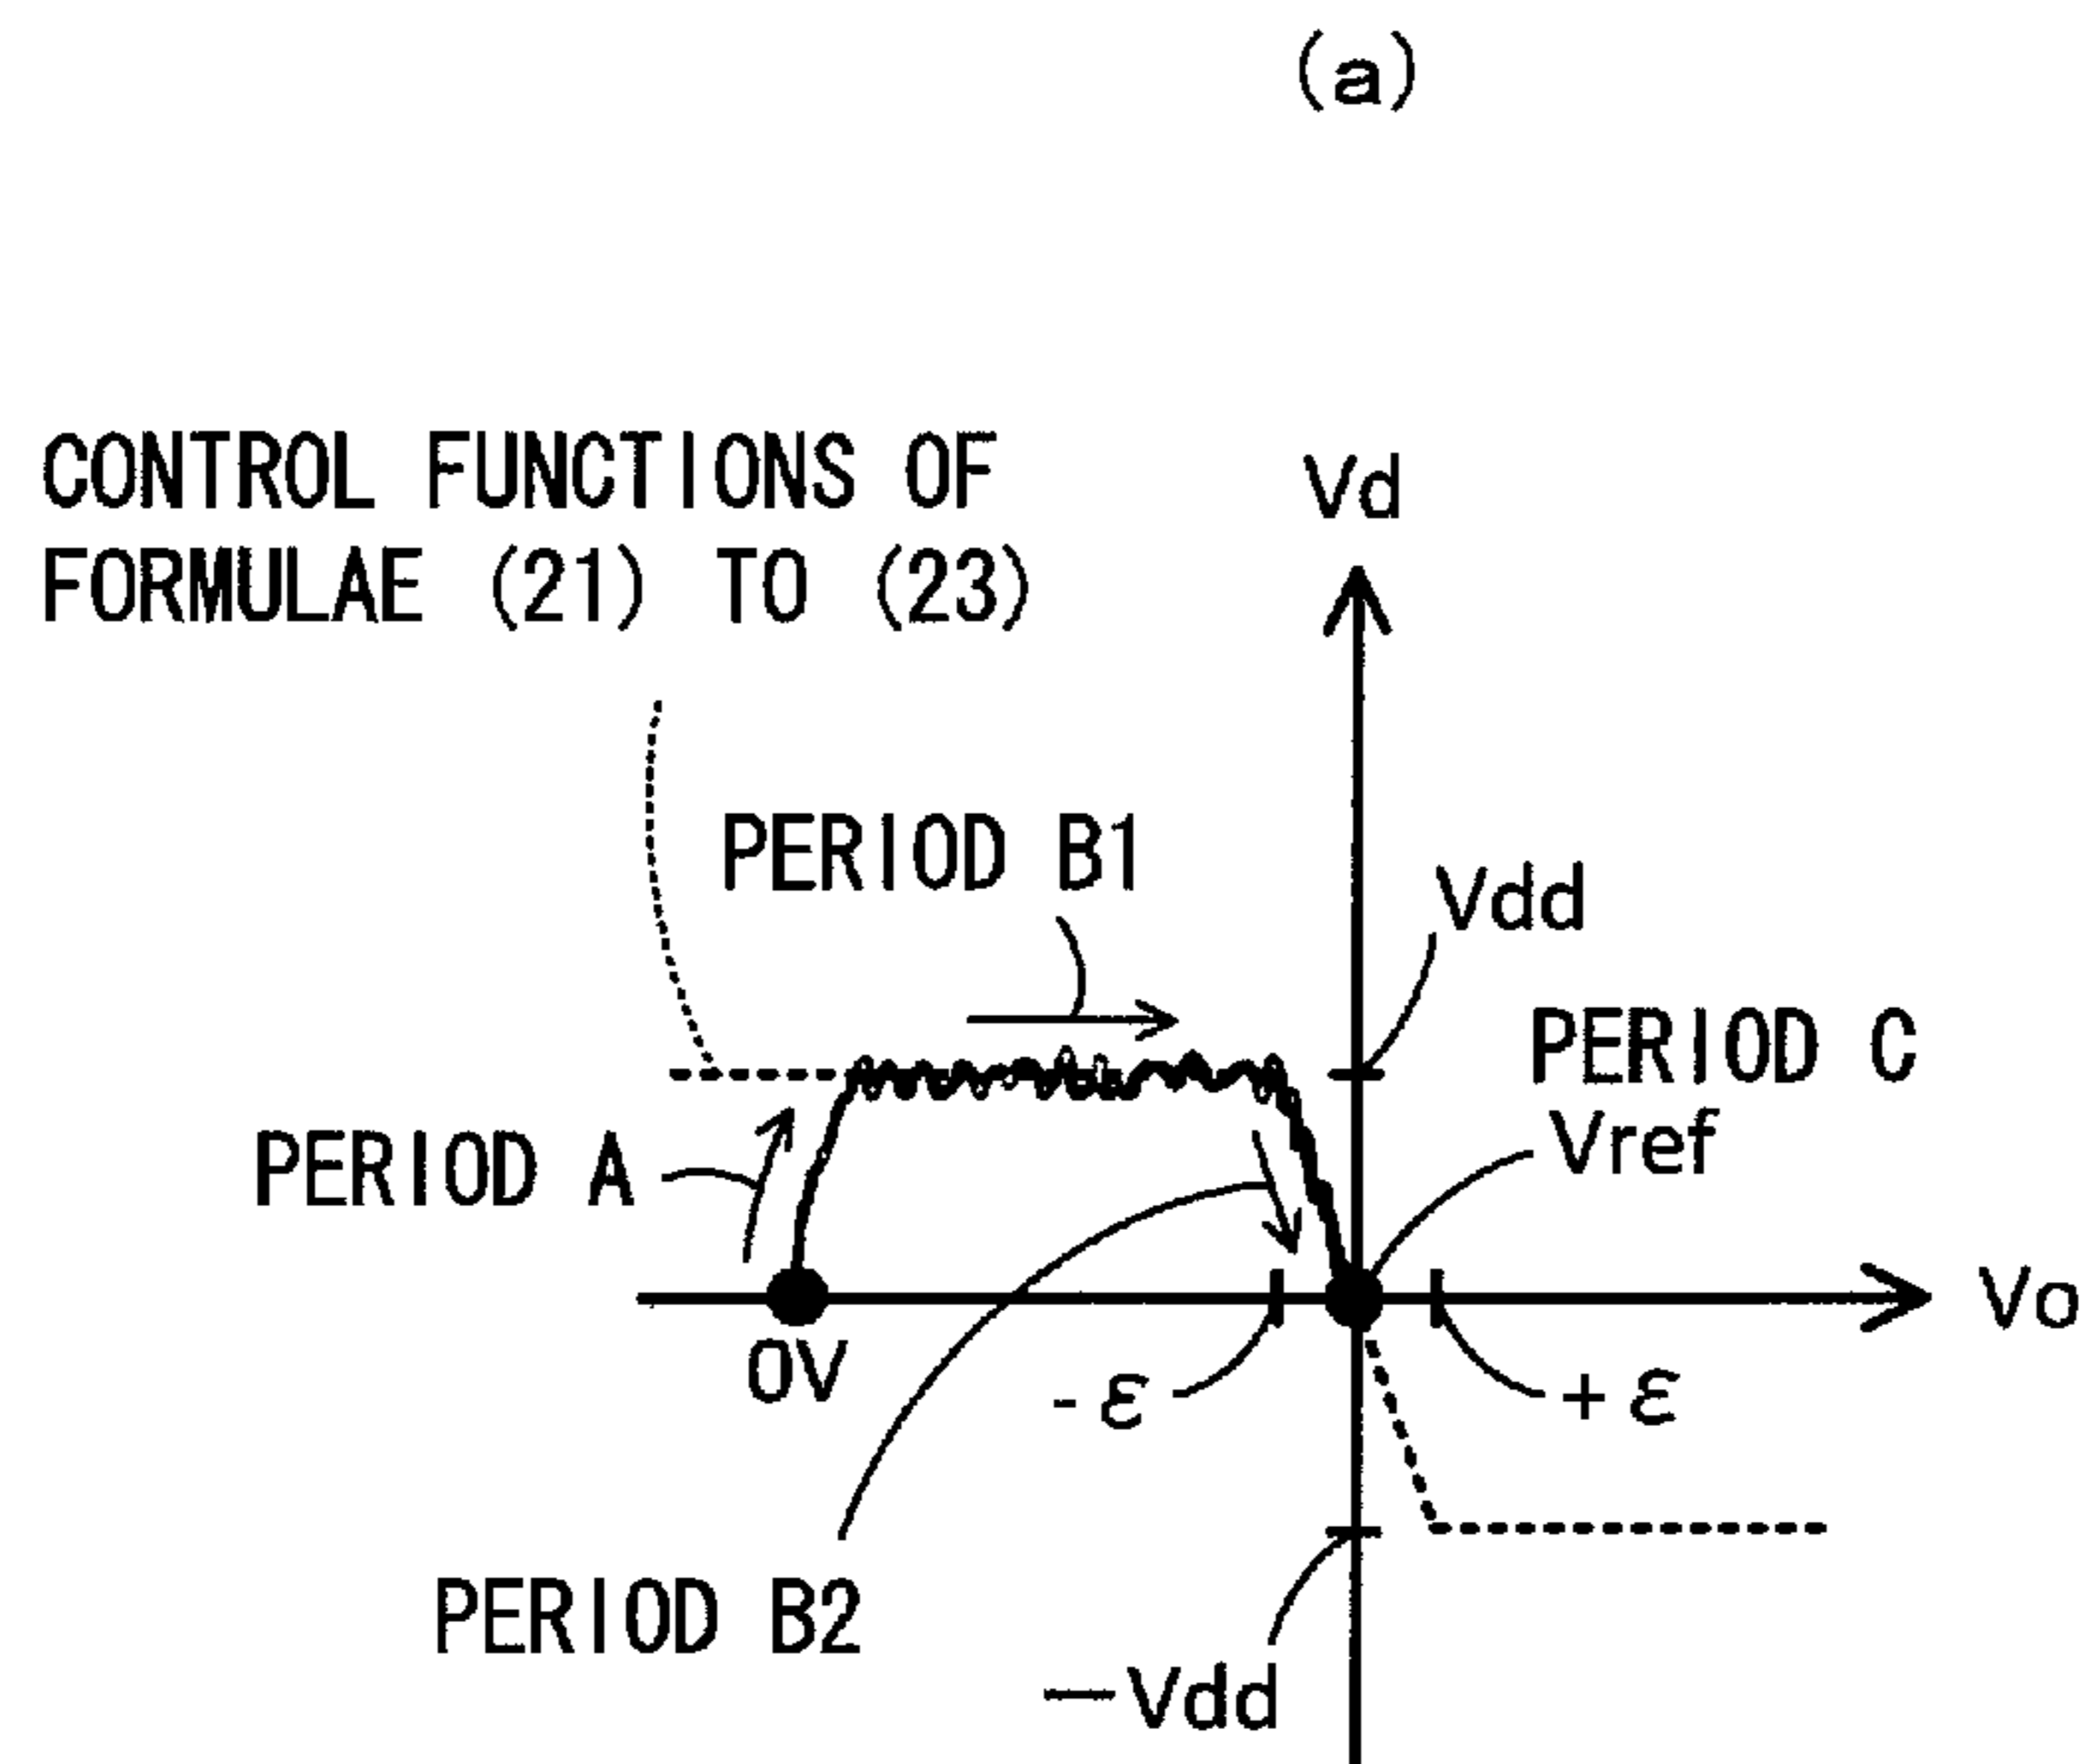 (a)
CONTROL FUNCTIONS OF
FORMULAE (21) TO (23)
Vd
PERIOD B1
Vdd
PERIOD C
PERIOD A
Vref
Vo
0V
-ε
+ε
PERIOD B2
-Vdd